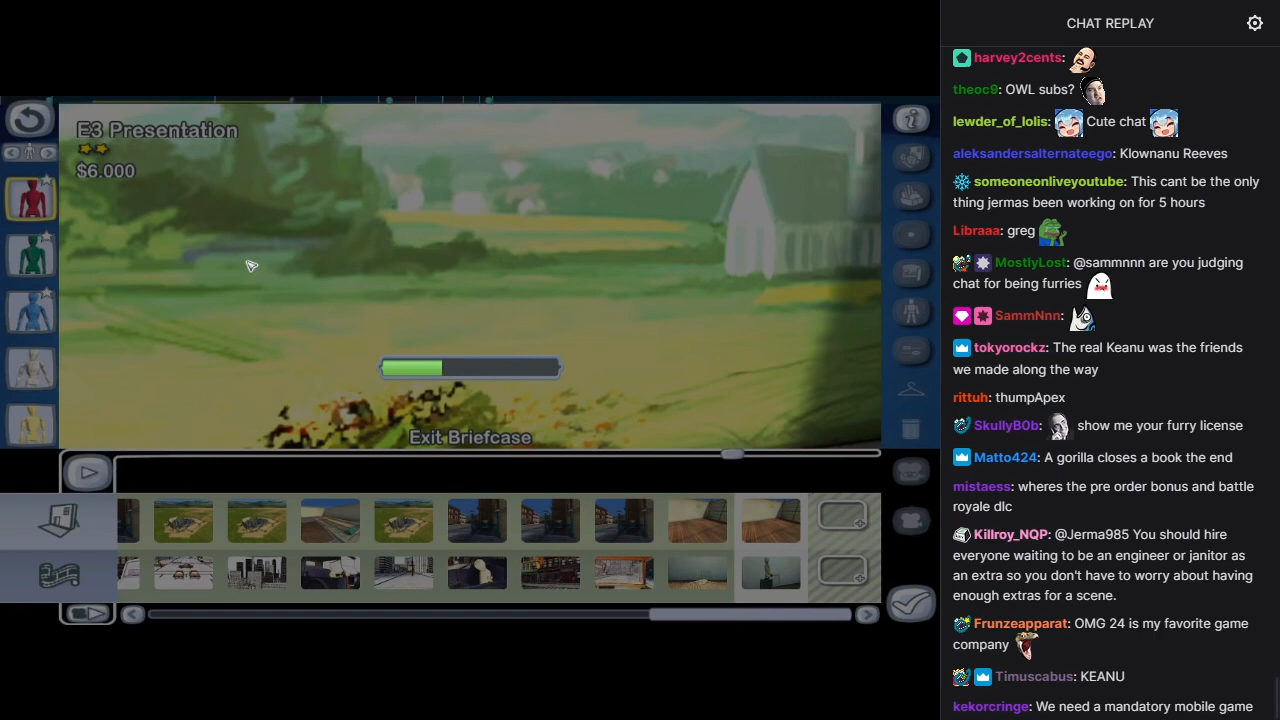 E3 Presentation
$6.000
Exit Briefcase
CHAT REPLAY
harvey2cents:
theoc9: OWL subs?
lewder_of_lolis: Cute chat
aleksandersalternateego: Klownanu Reeves
someoneonliveyoutube: This cant be the only
thing jermas been working on for 5 hours
Libraaa: greg
MostlyLost: @sammnnn are you judging
chat for being furries
SammNnn:
tokyorockz: The real Keanu was the friends
we made along the way
rittuh: thumpApex
SkullyB0b: show me your furry license
Matto424: A gorilla closes a book the end
mistaess: wheres the pre order bonus and battle
royale dlc
Killroy_NQP: @Jerma985 You should hire
everyone waiting to be an engineer or janitor as
an extra so you don't have to worry about having
enough extras for a scene.
Frunzeapparat: OMG 24 is my favorite game
company
Timuscabus: KEANU
kekorcringe: We need a mandatory mobile game